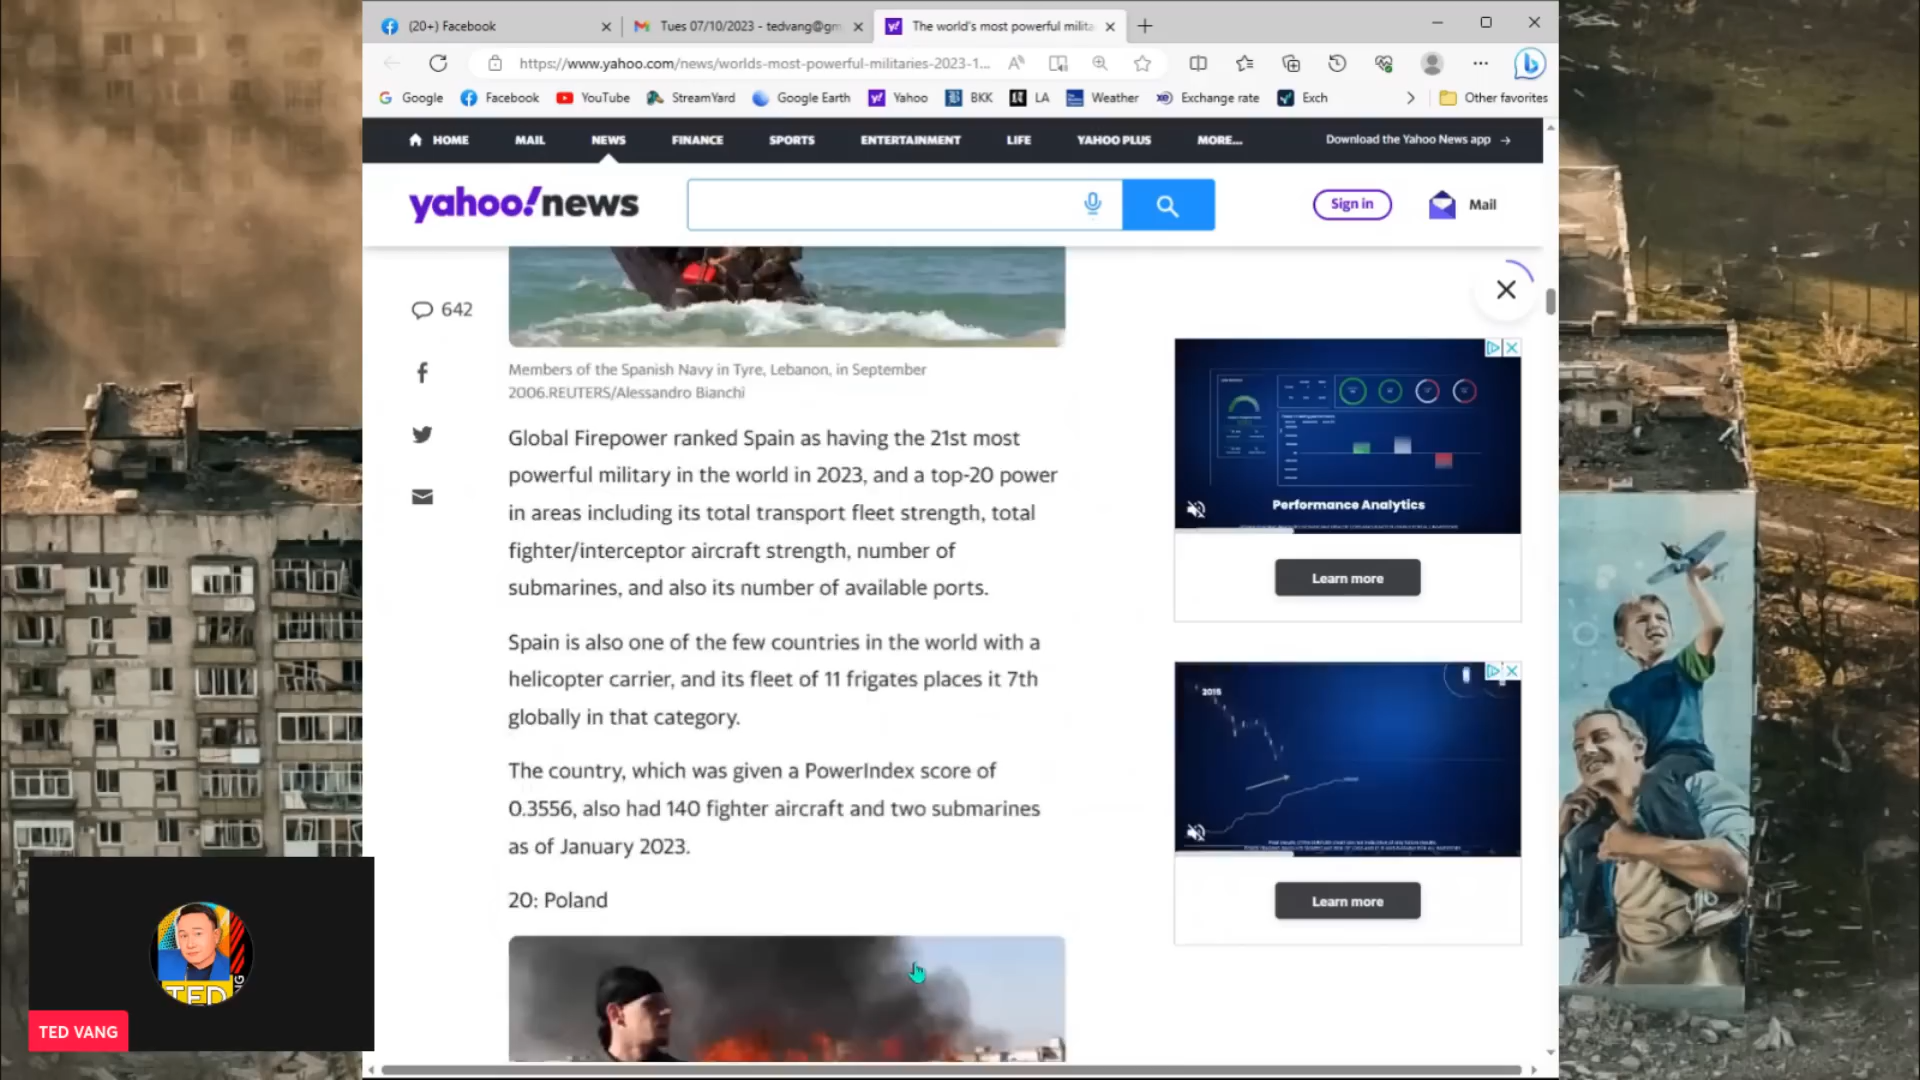 (20+) Facebook
Tues 07/10/2023 - tedvang@gm
The world's most powerful milita
https://www.yahoo.com/news/worlds-most-powerful-militaries-2023-1...
Google
Facebook
YouTube
StreamYard
Google Earth
Yahoo
BKK
LA
Weather
Exchange rate
Exch
Other favorites
HOME
MAIL
NEWS
FINANCE
SPORTS
ENTERTAINMENT
LIFE
YAHOO PLUS
MORE...
Download the Yahoo News app →
yahoo!news
Sign in
Mail
642
Members of the Spanish Navy in Tyre, Lebanon, in September
2006.REUTERS/Alessandro Bianchi
Global Firepower ranked Spain as having the 21st most
powerful military in the world in 2023, and a top-20 power
in areas including its total transport fleet strength, total
fighter/interceptor aircraft strength, number of
submarines, and also its number of available ports.
Spain is also one of the few countries in the world with a
helicopter carrier, and its fleet of 11 frigates places it 7th
globally in that category.
The country, which was given a PowerIndex score of
0.3556, also had 140 fighter aircraft and two submarines
as of January 2023.
20: Poland
Performance Analytics
Learn more
2015
Learn more
TED
TED VANG